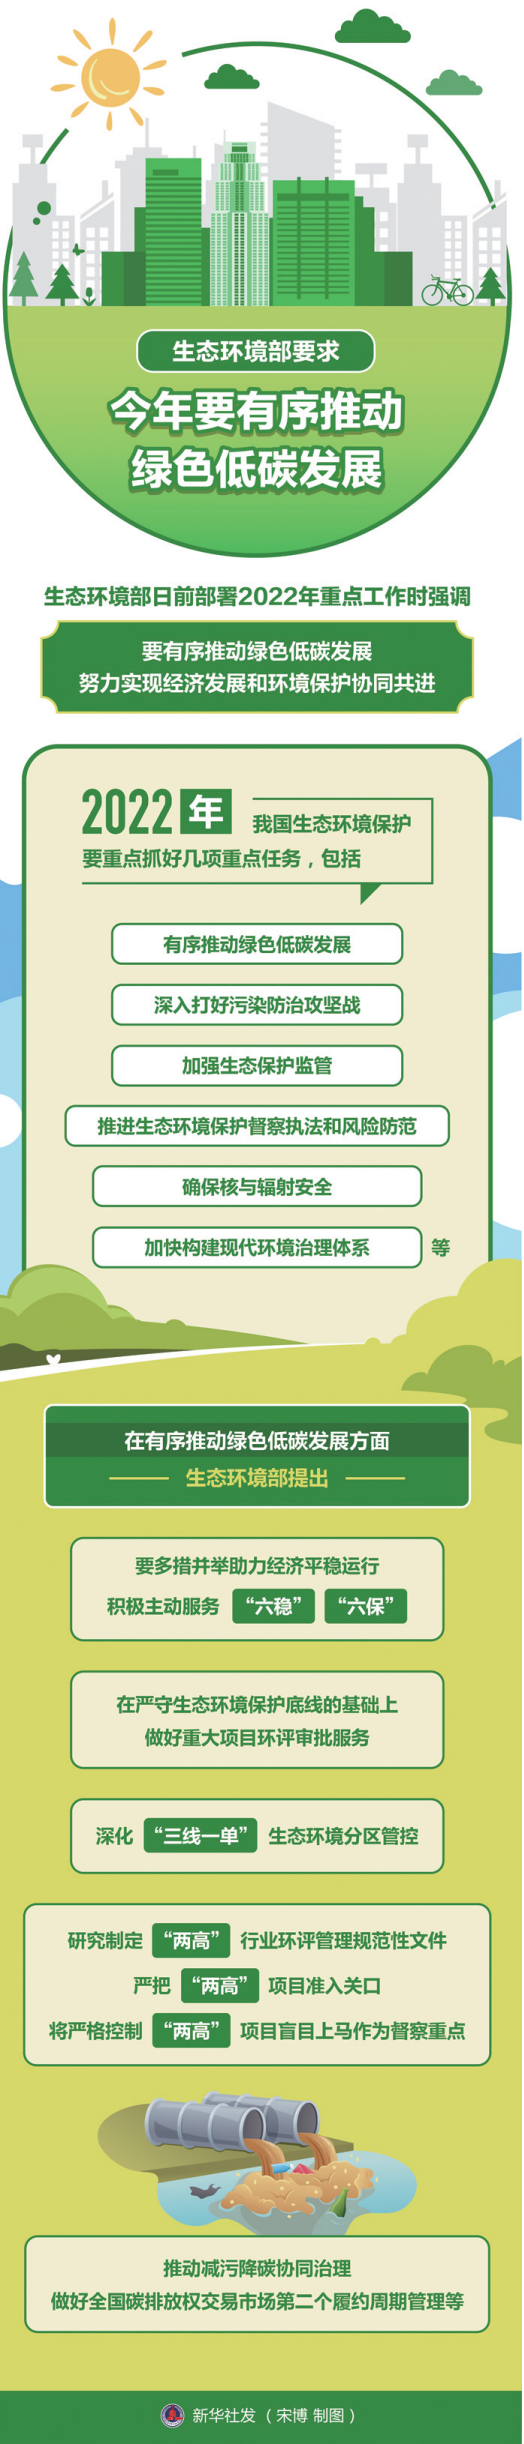 生态环境部要求
今年要有序推动
绿色低碳发展
生态环境部日前部署2022年重点工作时强调
要有序推动绿色低碳发展
努力实现经济发展和环境保护协同共进
2022年 我国生态环境保护
要重点抓好几项重点任务，包括
有序推动绿色低碳发展
深入打好污染防治攻坚战
加强生态保护监管
推进生态环境保护督察执法和风险防范
确保核与辐射安全
加快构建现代环境治理体系 等
在有序推动绿色低碳发展方面
生态环境部提出
要多措并举助力经济平稳运行
积极主动服务 “六稳” “六保”
在严守生态环境保护底线的基础上
做好重大项目环评审批服务
深化 “三线一单” 生态环境分区管控
研究制定 “两高” 行业环评管理规范性文件
严把 “两高” 项目准入关口
将严格控制 “两高” 项目盲目上马作为督察重点
推动减污降碳协同治理
做好全国碳排放权交易市场第二个履约周期管理等
新华社发（宋博 制图）